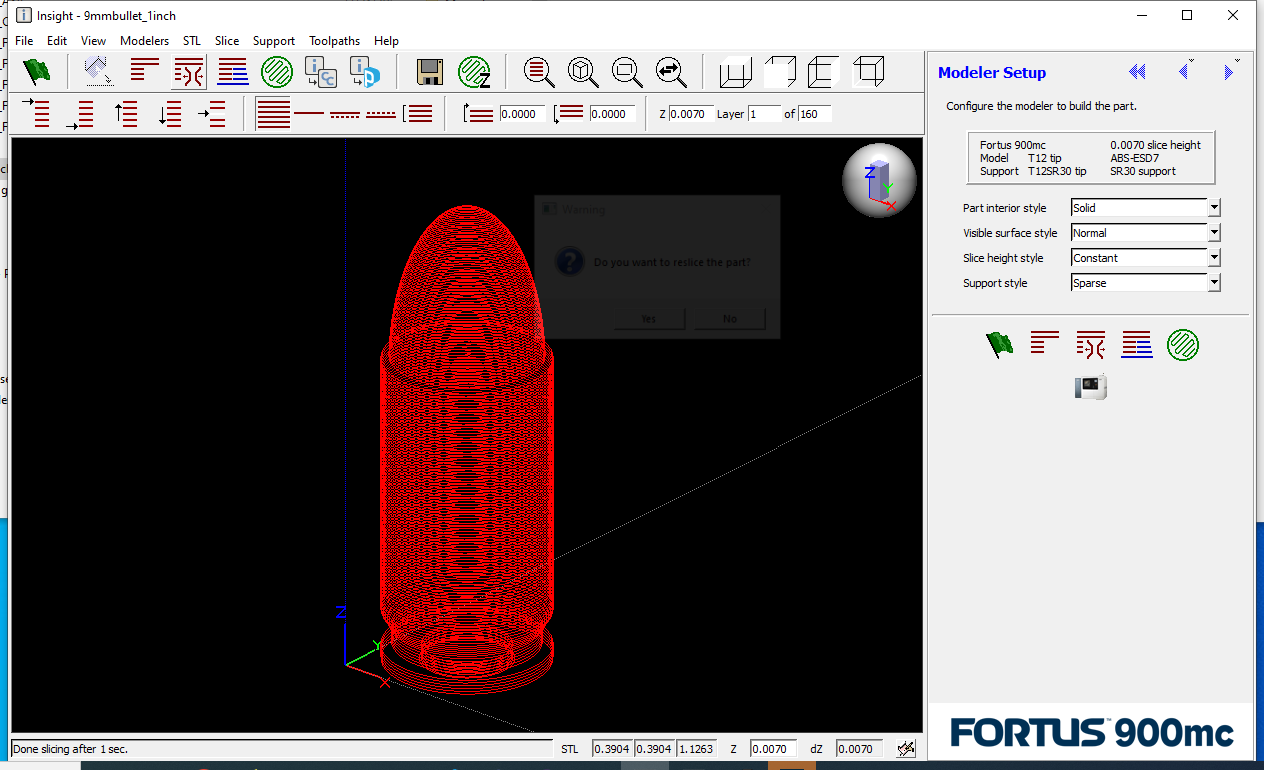 Insight - 9mmbullet_1inch
File Edit View Modelers STL Slice Support Toolpaths Help
0.0000 0.0000 Z 0.0070 Layer 1 of 160
Z
Y
X
Warning
Do you want to reslice the part?
Yes No
Z
Y
X
Modeler Setup
Configure the modeler to build the part.
Fortus 900mc 0.0070 slice height
Model T12 tip ABS-ESD7
Support T12SR30 tip SR30 support
Part interior style Solid
Visible surface style Normal
Slice height style Constant
Support style Sparse
FORTUS™ 900mc
Done slicing after 1 sec. STL 0.3904 0.3904 1.1263 Z 0.0070 dZ 0.0070